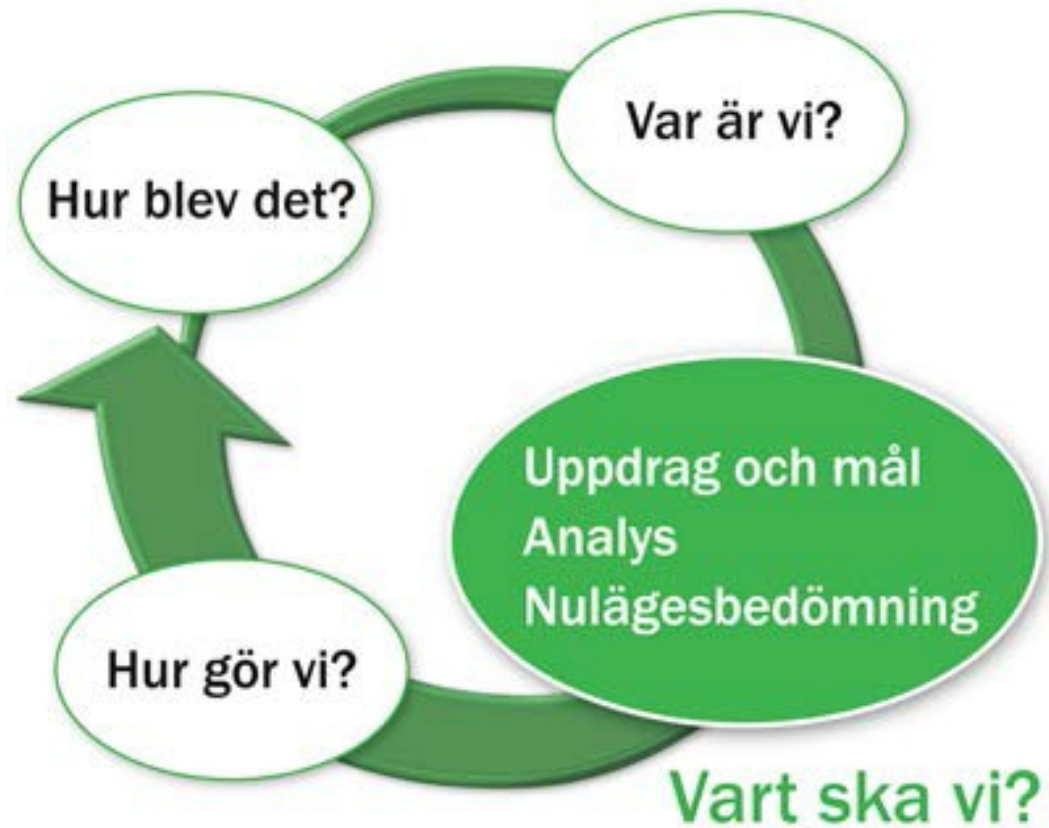 Var är vi?
Hur blev det?
Uppdrag och mål
Analys
Nulägesbedömning
Hur gör vi?
Vart ska vi?